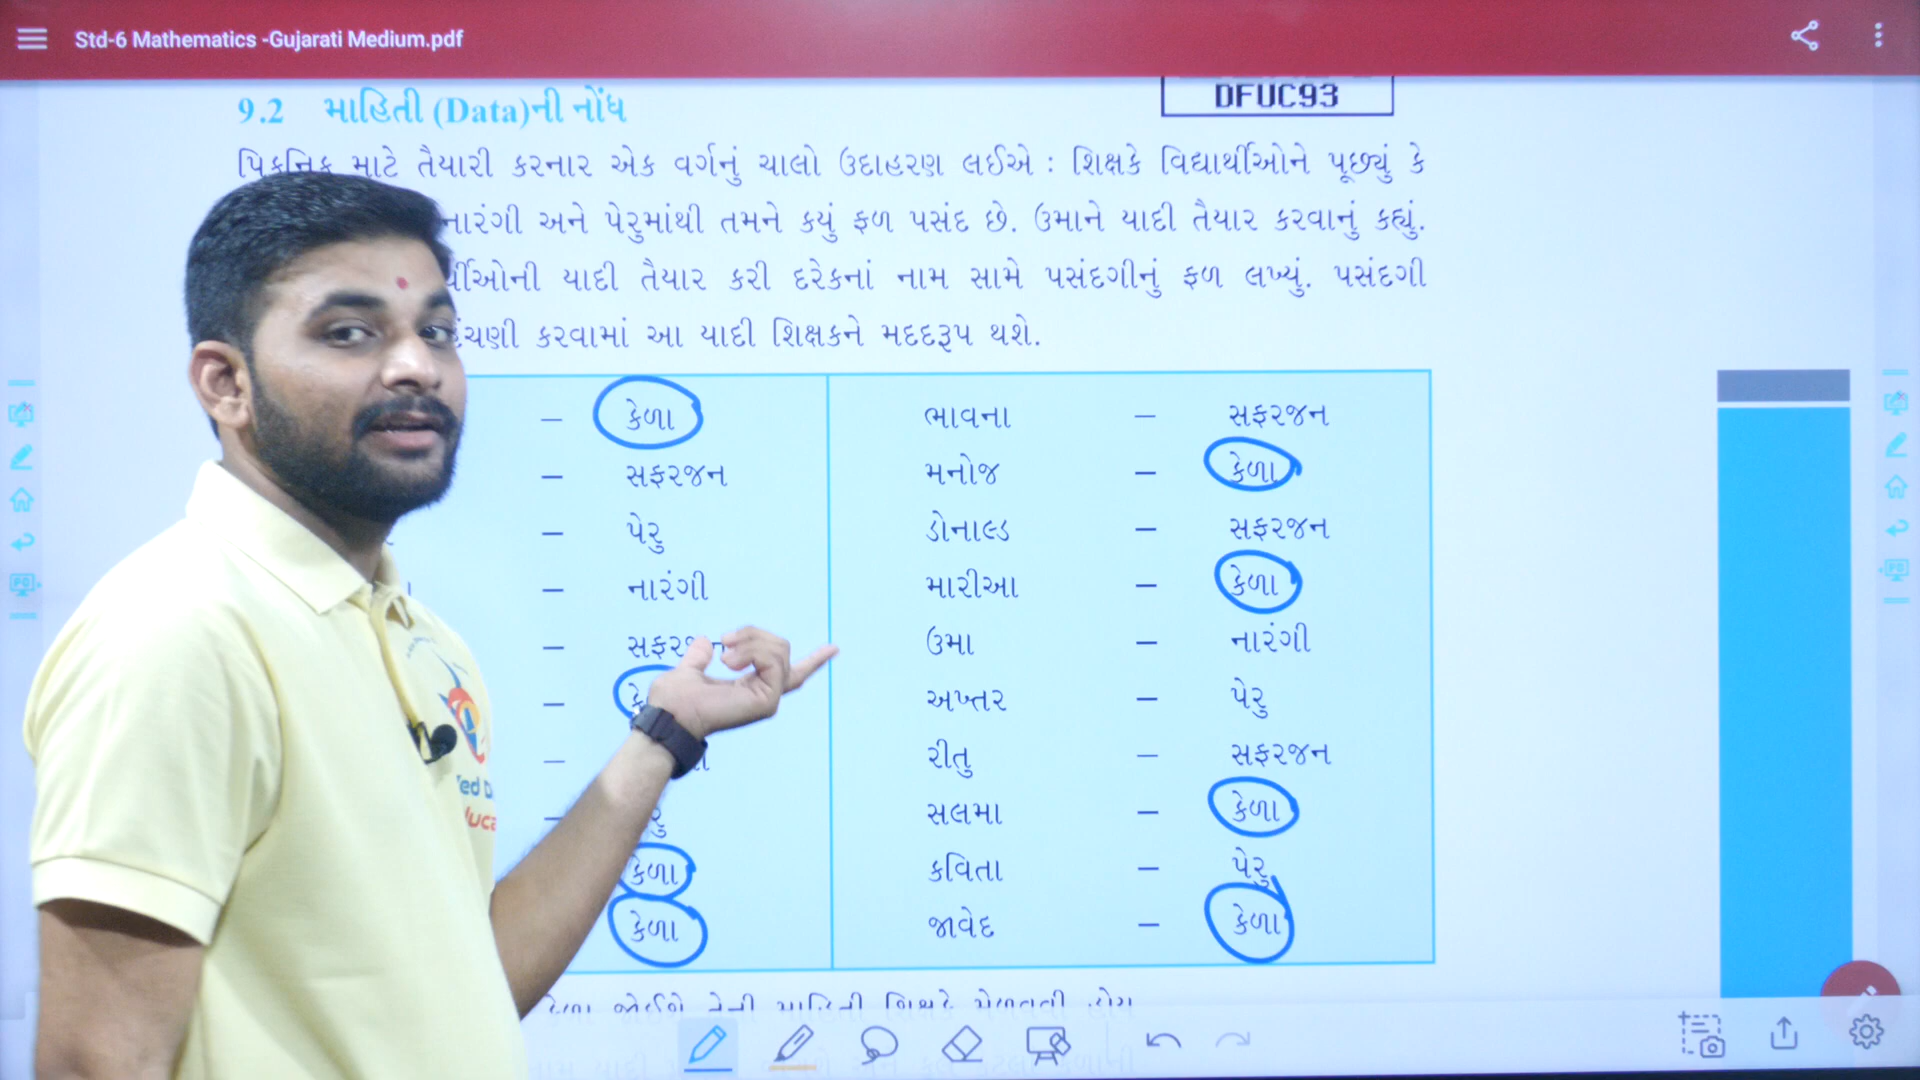 Std-6 Mathematics -Gujarati Medium.pdf
DFUC93
9.2 માહિતી (Data)ની નોંધ
પિકનિક માટે તૈયારી કરનાર એક વર્ગનું ચાલો ઉદાહરણ લઈએ : શિક્ષકે વિદ્યાર્થીઓને પૂછ્યું કે
નારંગી અને પેરુમાંથી તમને કયું ફળ પસંદ છે. ઉમાને યાદી તૈયાર કરવાનું કહ્યું.
યાદી તૈયાર કરી દરેકનાં નામ સામે પસંદગીનું ફળ લખ્યું. પસંદગી
કરવામાં આ યાદી શિક્ષકને મદદરૂપ થશે.
– કેળા
– સફરજન
– પેરુ
– નારંગી
– સફરજન
–
–
–
કેળા
કેળા
ભાવના – સફરજન
મનોજ – કેળા
ડોનાલ્ડ – સફરજન
મારીઆ – કેળા
ઉમા – નારંગી
અખ્તર – પેરુ
રીતુ – સફરજન
સલમા – કેળા
કવિતા – પેરુ
જાવેદ – કેળા